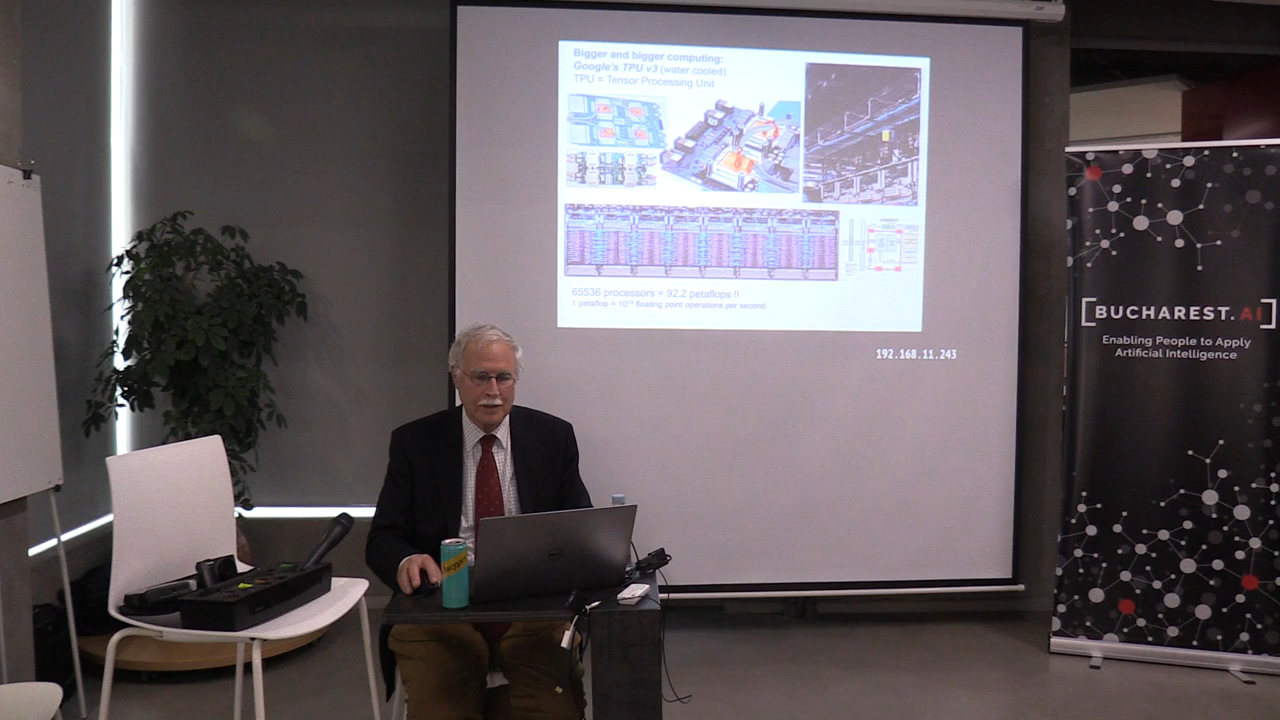 Bigger and bigger computing:
Google's TPU v3 (water cooled)
TPU = Tensor Processing Unit
65536 processors = 92.2 petaflops !!
1 petaflop = 10¹⁵ floating point operations per second
192.168.11.243
[BUCHAREST.AI]
Enabling People to Apply
Artificial Intelligence
DELL